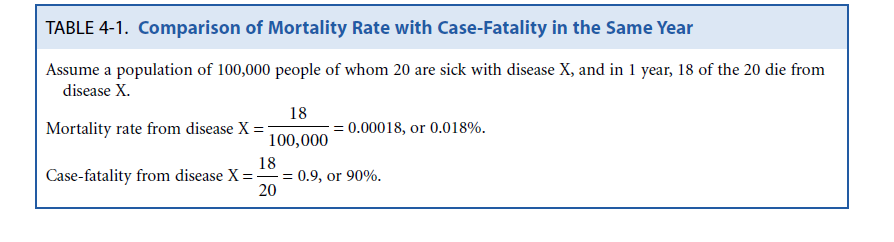 TABLE 4-1. Comparison of Mortality Rate with Case-Fatality in the Same Year
Assume a population of 100,000 people of whom 20 are sick with disease X, and in 1 year, 18 of the 20 die from
disease X.
Mortality rate from disease X = 18/100,000 = 0.00018, or 0.018%.
Case-fatality from disease X = 18/20 = 0.9, or 90%.